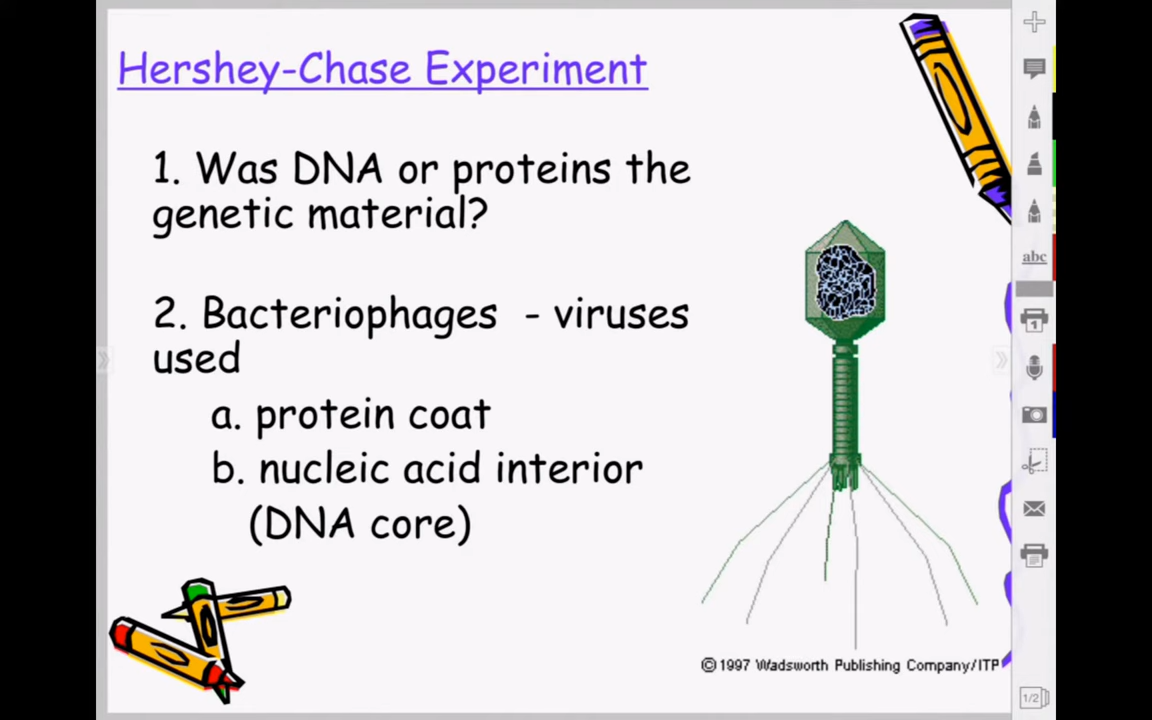 Hershey-Chase Experiment
1. Was DNA or proteins the
genetic material?
2. Bacteriophages - viruses
used
a. protein coat
b. nucleic acid interior
(DNA core)
©1997 Wadsworth Publishing Company/ITP
abc
1
1/2